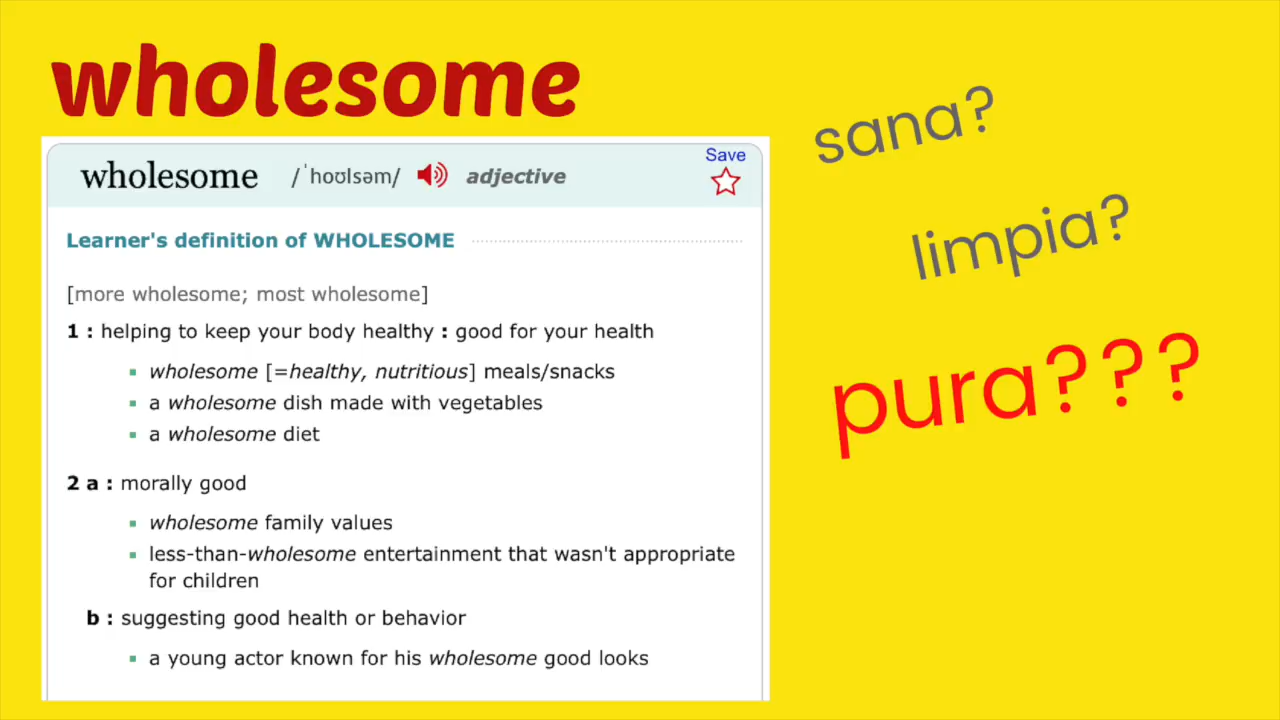 wholesome
sana?
limpia?
pura???
wholesome /ˈhoʊlsəm/ adjective
Save
Learner's definition of WHOLESOME
[more wholesome; most wholesome]
1 : helping to keep your body healthy : good for your health
wholesome [=healthy, nutritious] meals/snacks
a wholesome dish made with vegetables
a wholesome diet
2 a : morally good
wholesome family values
less-than-wholesome entertainment that wasn't appropriate
for children
b : suggesting good health or behavior
a young actor known for his wholesome good looks